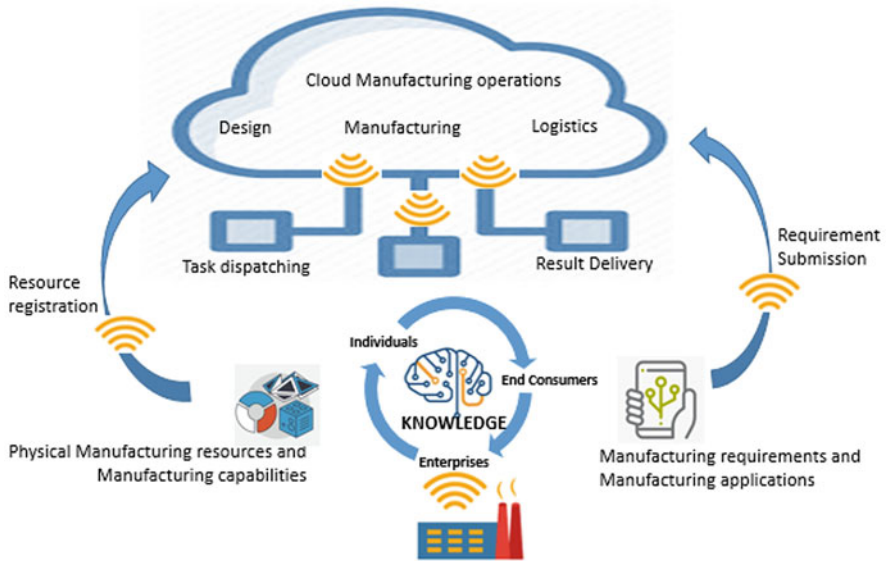 Cloud Manufacturing operations
Design
Manufacturing
Logistics
Task dispatching
Result Delivery
Resource
registration
Requirement
Submission
Individuals
End Consumers
KNOWLEDGE
Enterprises
Physical Manufacturing resources and
Manufacturing capabilities
Manufacturing requirements and
Manufacturing applications